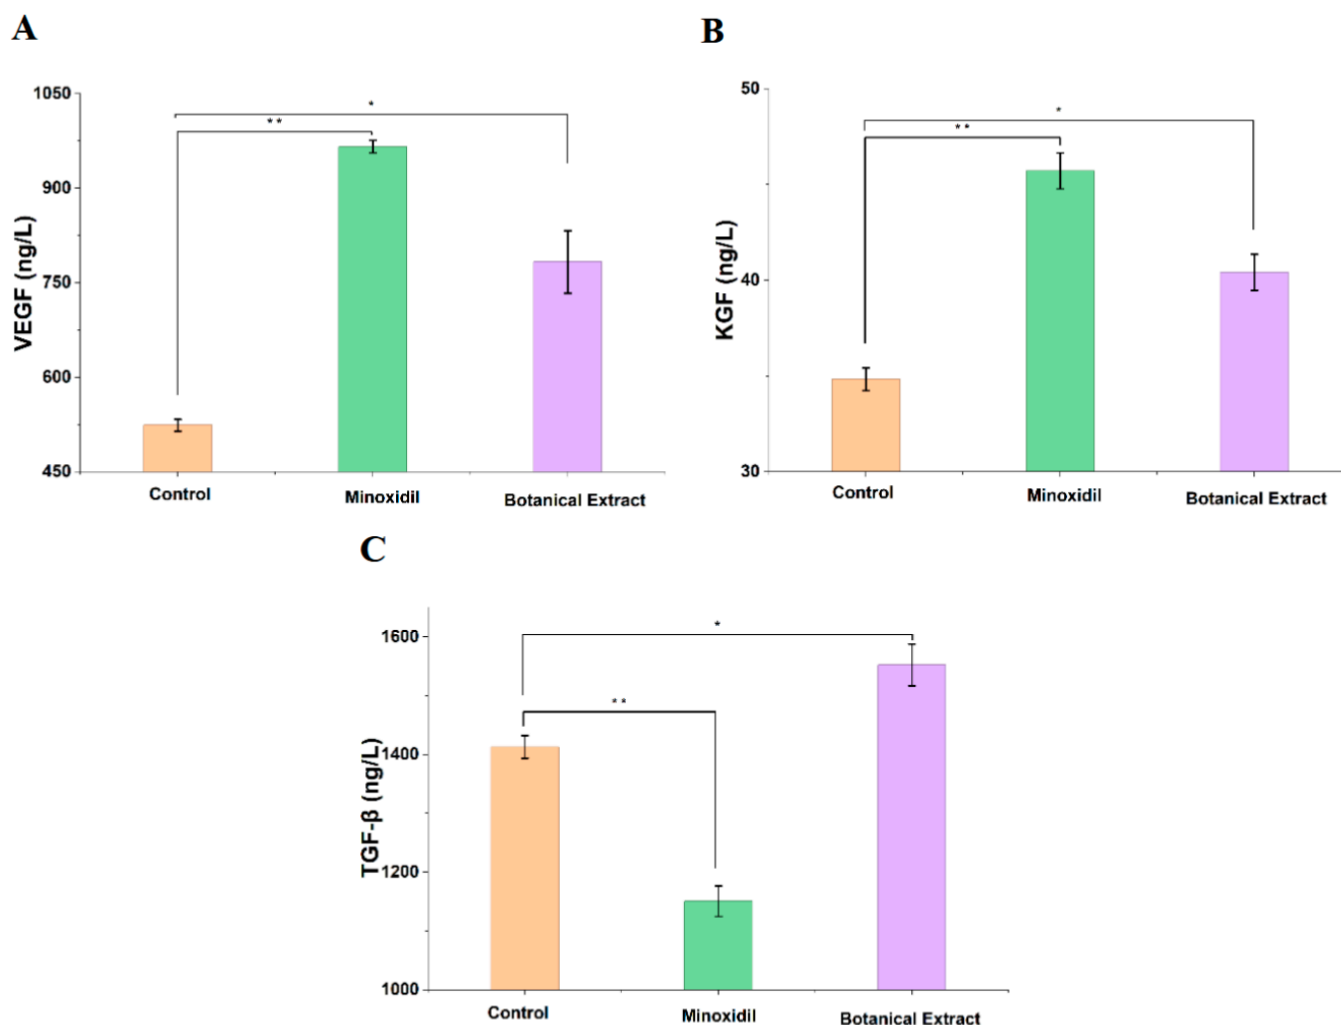 A
VEGF (ng/L)
1050
900
750
600
450
*
**
Control
Minoxidil
Botanical Extract
B
KGF (ng/L)
50
40
30
*
**
Control
Minoxidil
Botanical Extract
C
TGF-β (ng/L)
1600
1400
1200
1000
*
**
Control
Minoxidil
Botanical Extract